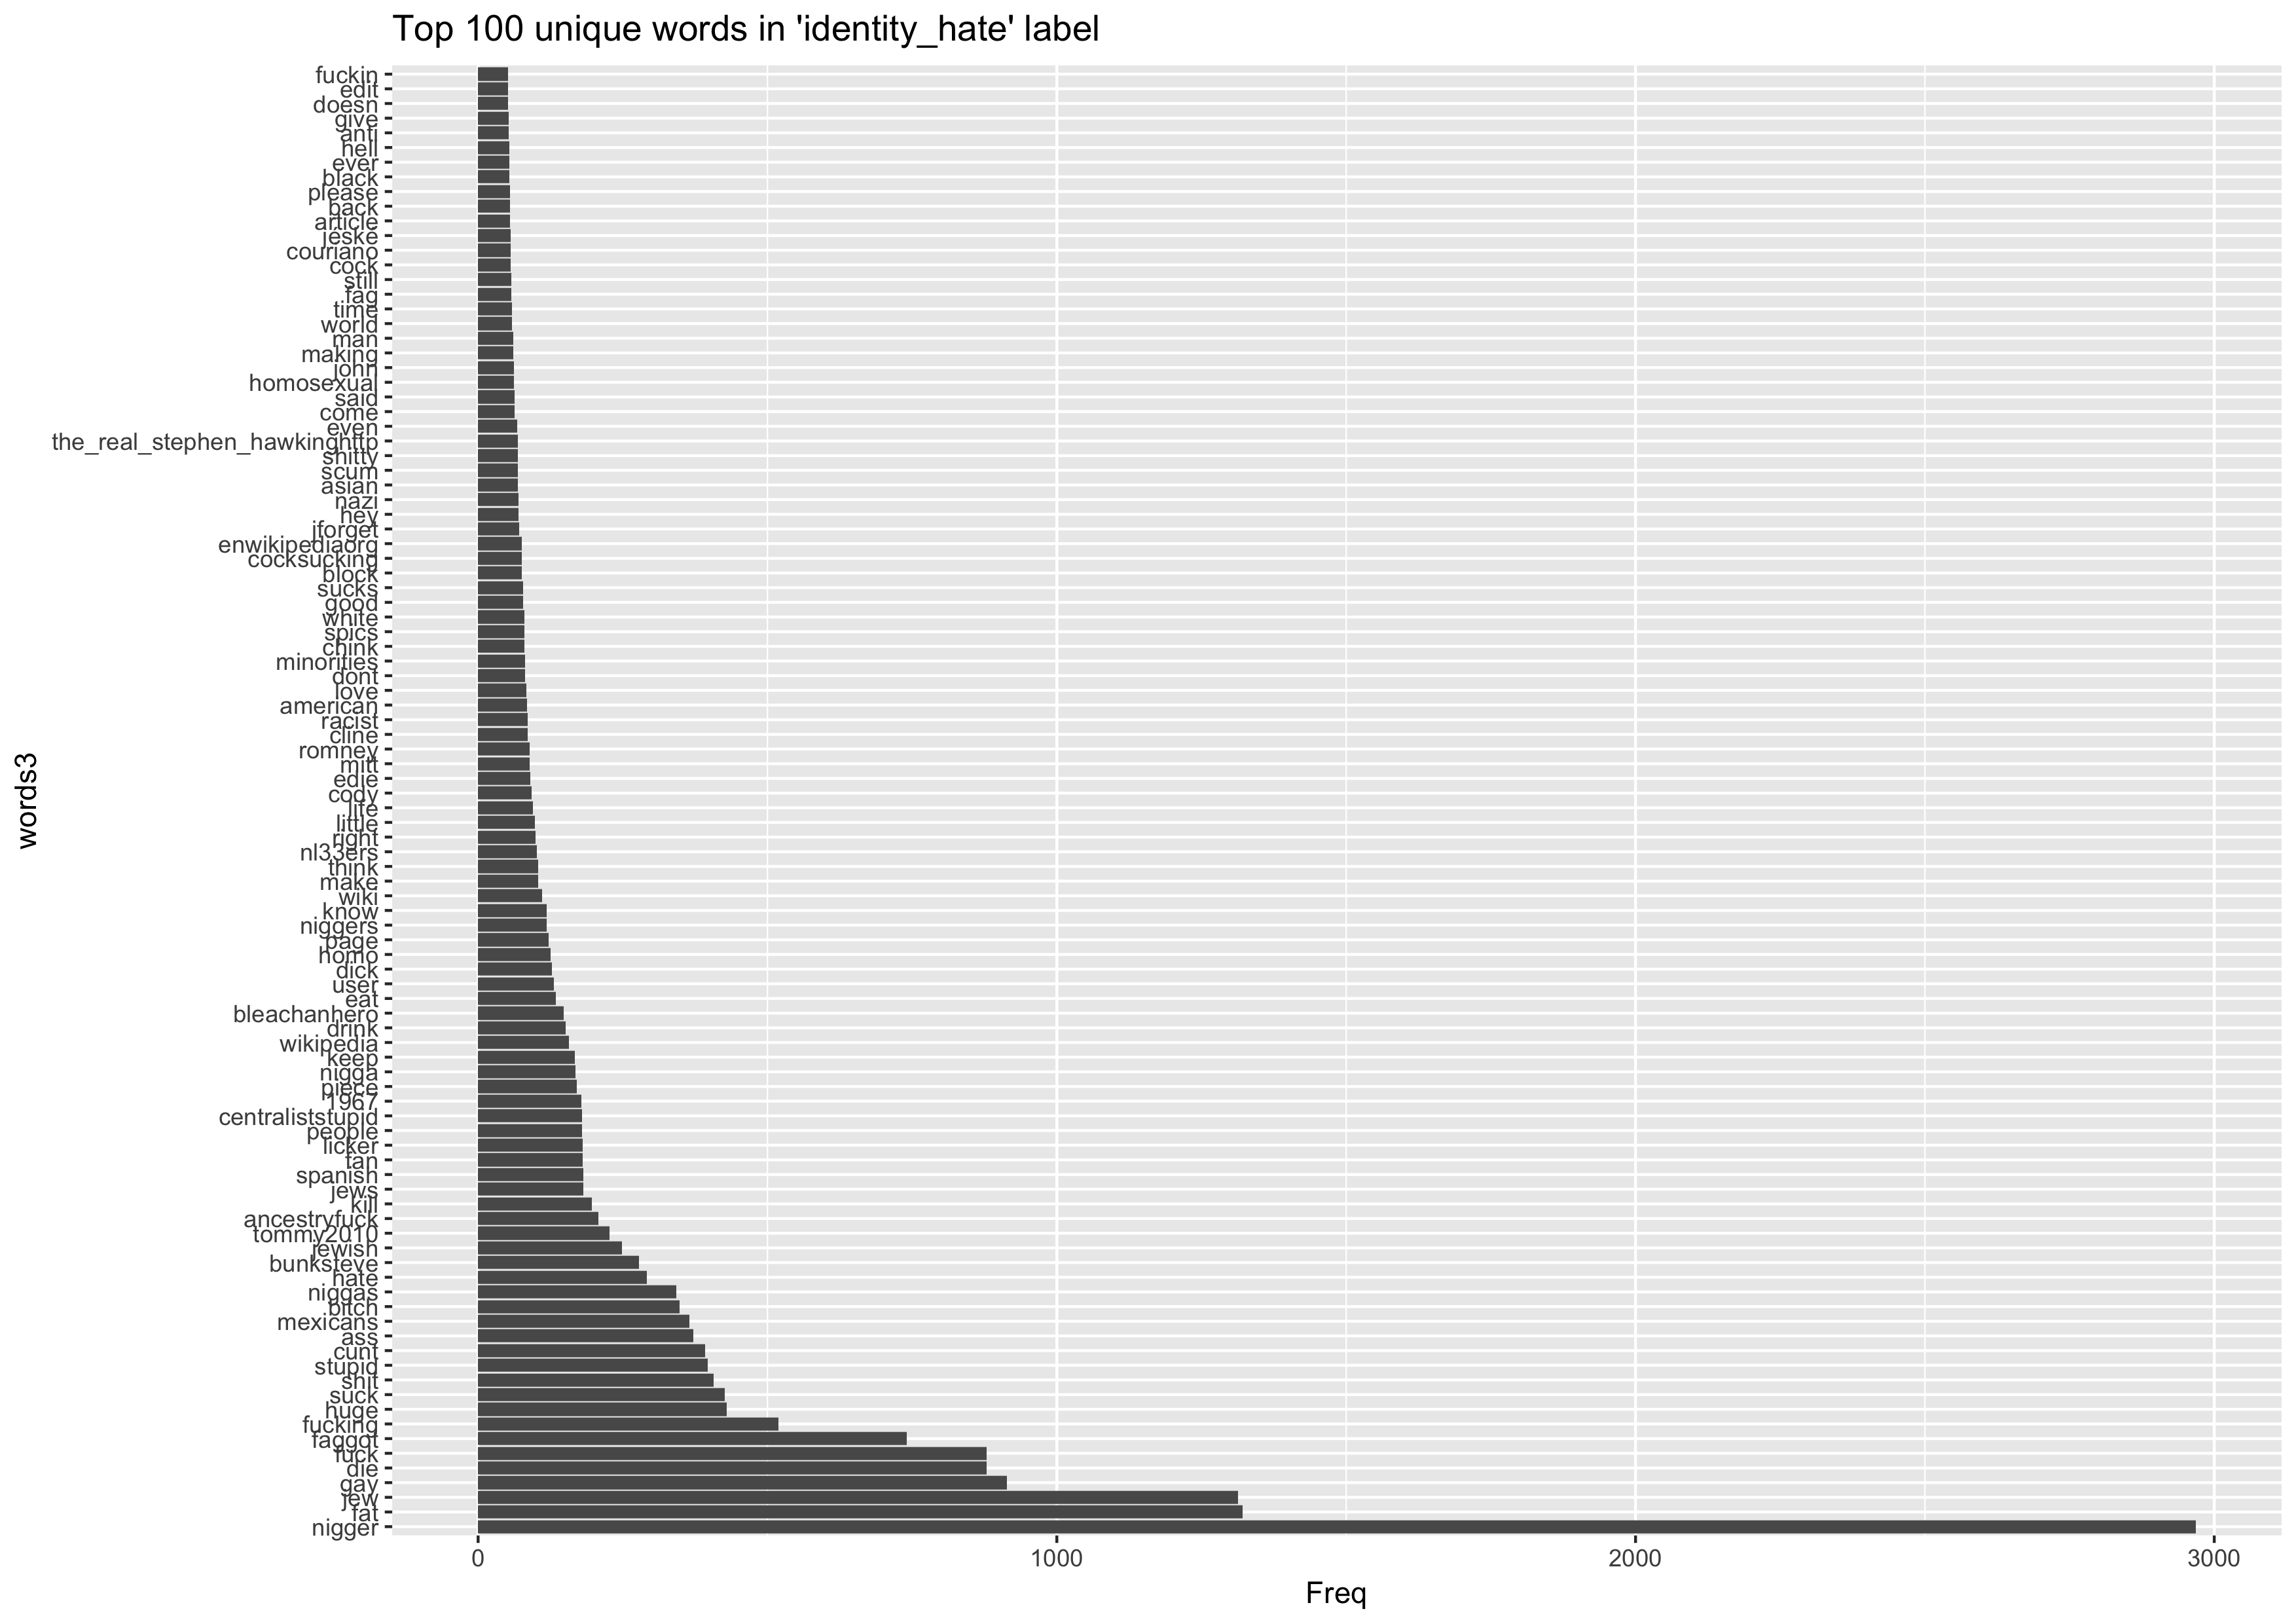 Top 100 unique words in 'identity_hate' label
fuckin
edit
doesn
give
anti
hell
ever
black
please
back
article
jeske
couriano
cock
still
fag
time
world
man
making
john
homosexual
said
come
even
the_real_stephen_hawkinghttp
shitty
scum
asian
nazi
hey
jforget
enwikipediaorg
cocksucking
block
sucks
good
white
spics
chink
minorities
dont
love
american
racist
cline
romney
mitt
edie
cody
life
little
right
nl33ers
think
make
wiki
know
niggers
page
homo
dick
user
eat
bleachanhero
drink
wikipedia
keep
nigga
piece
1967
centraliststupid
people
licker
fan
spanish
jews
kill
ancestryfuck
tommy2010
jewish
bunksteve
hate
niggas
bitch
mexicans
ass
cunt
stupid
shit
suck
huge
fucking
faggot
fuck
die
gay
jew
fat
nigger
words3
0 1000 2000 3000
Freq